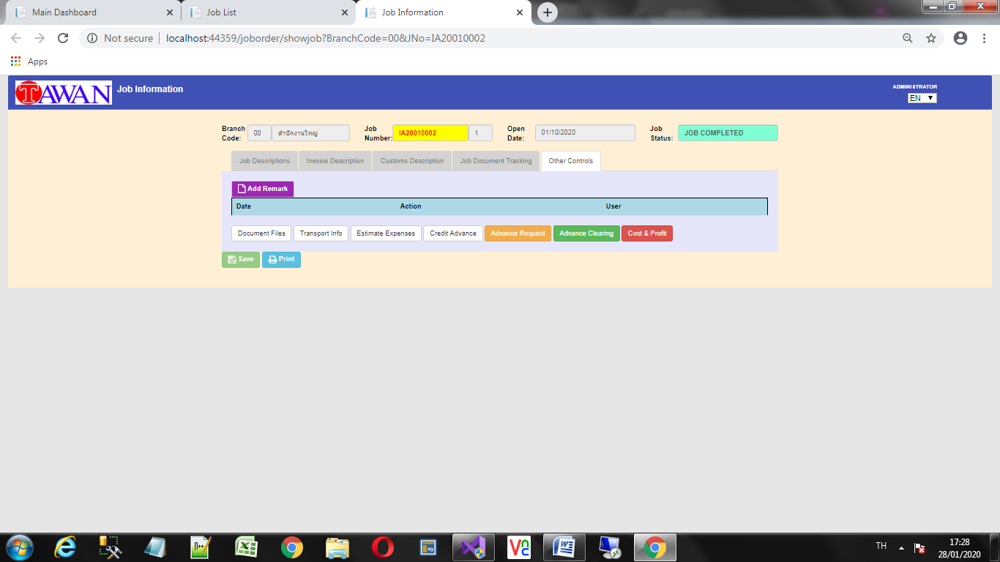 Main Dashboard
Job List
Job Information
Not secure
localhost:44359/joborder/showjob?BranchCode=00&JNo=IA20010002
Apps
TAWAN
Job Information
ADMINISTRATOR
EN
Branch Code:
00
สำนักงานใหญ่
Job Number:
IA20010002
1
Open Date:
01/10/2020
Job Status:
JOB COMPLETED
Job Descriptions
Invoice Description
Customs Description
Job Document Tracking
Other Controls
Add Remark
Date
Action
User
Document Files
Transport Info
Estimate Expenses
Credit Advance
Advance Request
Advance Clearing
Cost & Profit
Save
Print
TH
17:28
28/01/2020